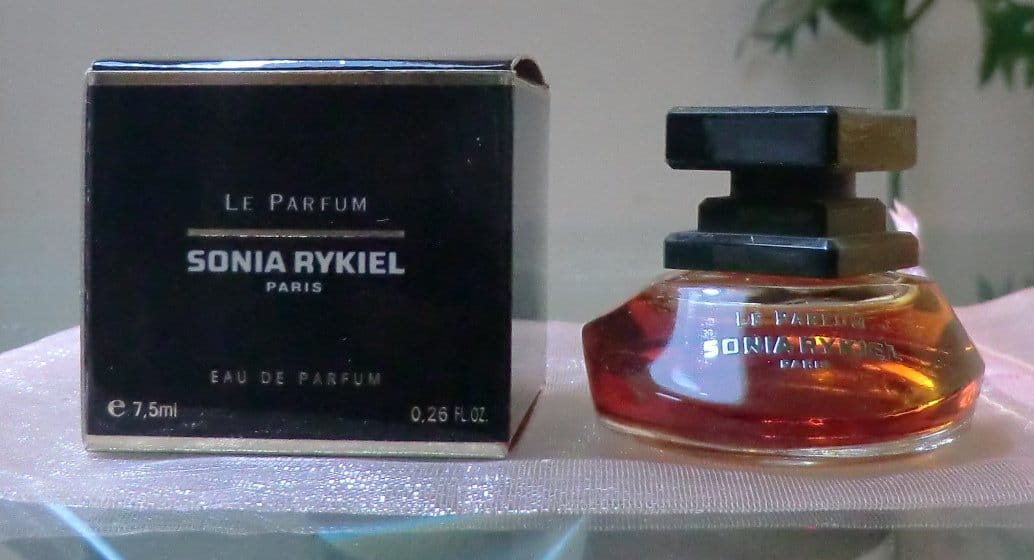 LE PARFUM
SONIA RYKIEL
PARIS
EAU DE PARFUM
e 7,5ml 0.26 FL.OZ.
LE PARFUM
SONIA RYKIEL
PARIS